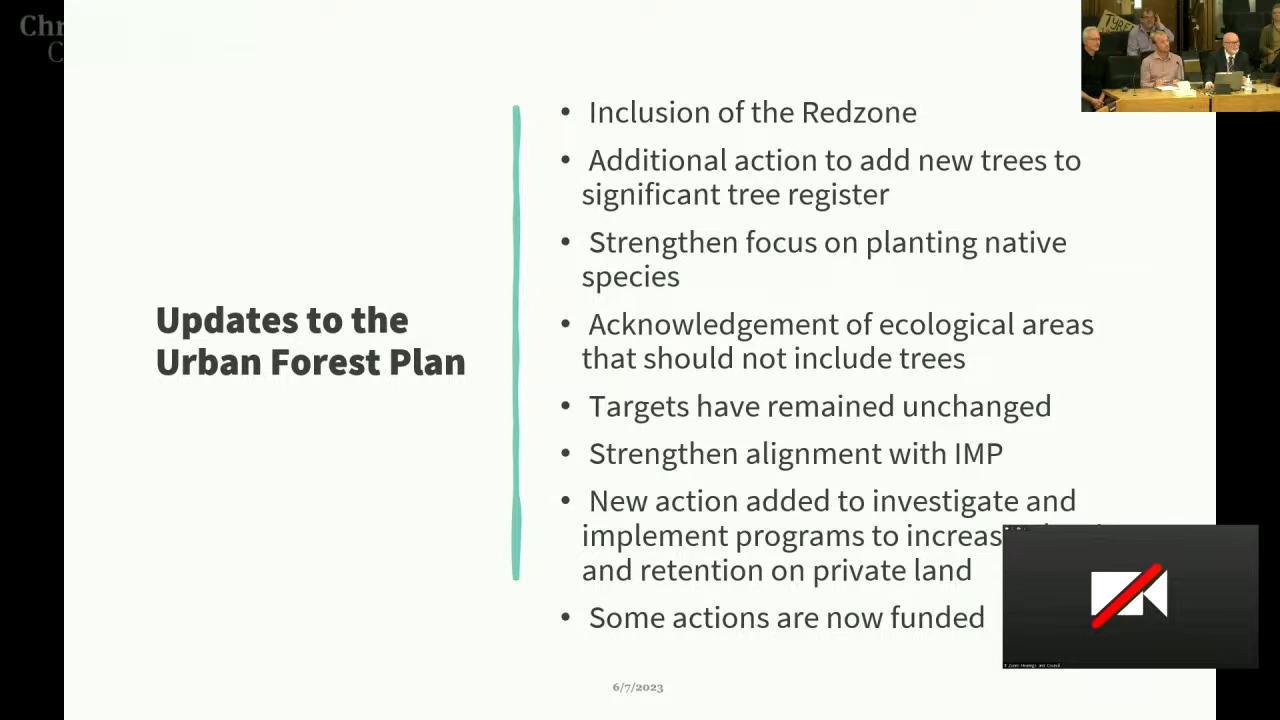 Chr
C
TYRE
Updates to the
Urban Forest Plan
• Inclusion of the Redzone
• Additional action to add new trees to
significant tree register
• Strengthen focus on planting native
species
• Acknowledgement of ecological areas
that should not include trees
• Targets have remained unchanged
• Strengthen alignment with IMP
• New action added to investigate and
implement programs to increas
and retention on private land
• Some actions are now funded
6/7/2023